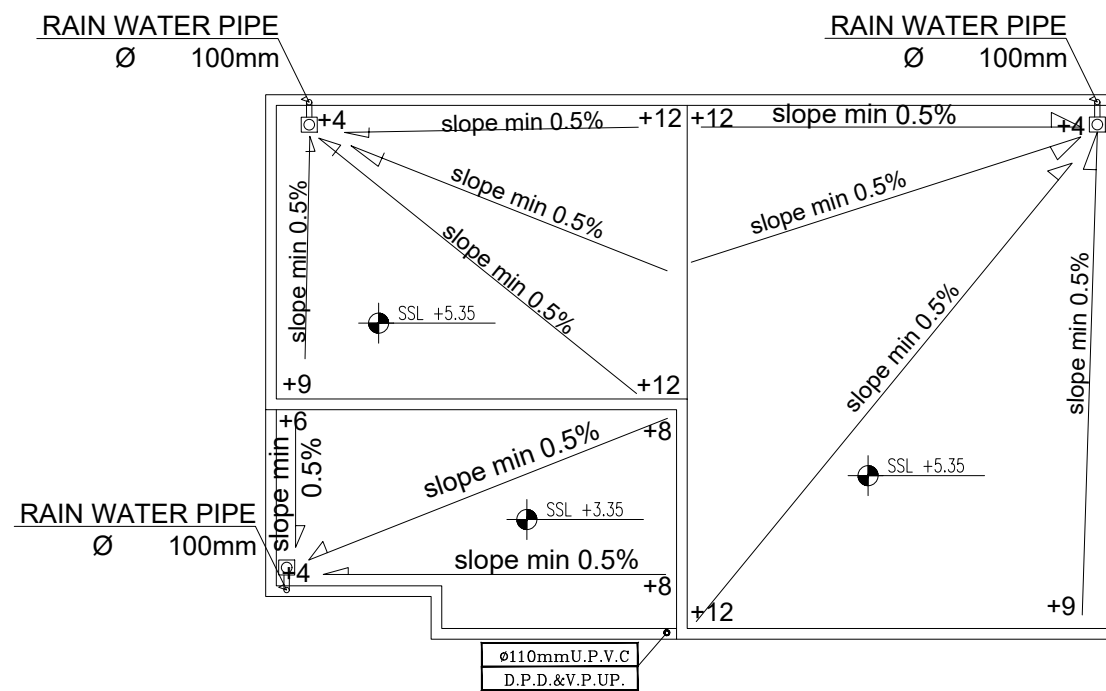 RAIN WATER PIPE
Ø 100mm
RAIN WATER PIPE
Ø 100mm
+4
slope min 0.5%
+12
+12
slope min 0.5%
+4
slope min 0.5%
slope min 0.5%
slope min 0.5%
slope min 0.5%
SSL +5.35
+9
+12
slope min 0.5%
slope min 0.5%
+6
slope min
0.5%
slope min 0.5%
+8
SSL +5.35
SSL +3.35
RAIN WATER PIPE
Ø 100mm
+4
slope min 0.5%
+8
+12
+9
ø110mmU.P.V.C
D.P.D.&V.P.UP.